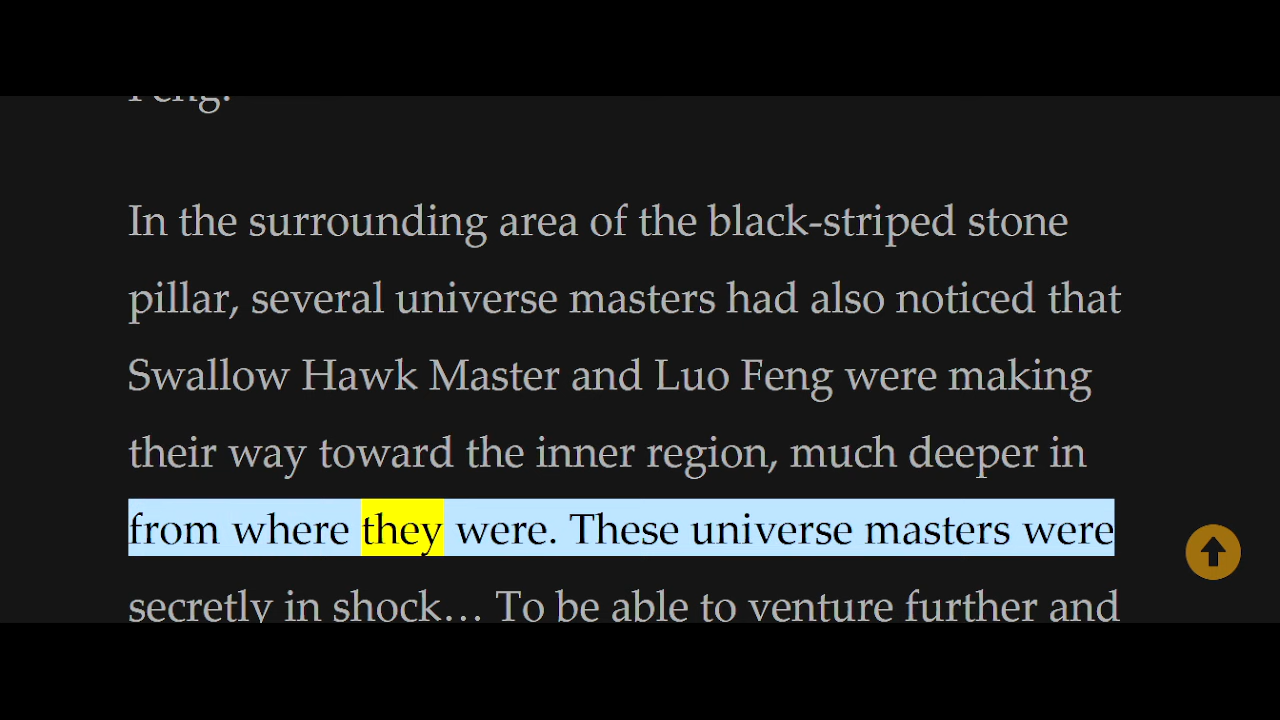 Feng.
In the surrounding area of the black-striped stone
pillar, several universe masters had also noticed that
Swallow Hawk Master and Luo Feng were making
their way toward the inner region, much deeper in
from where they were. These universe masters were
secretly in shock… To be able to venture further and